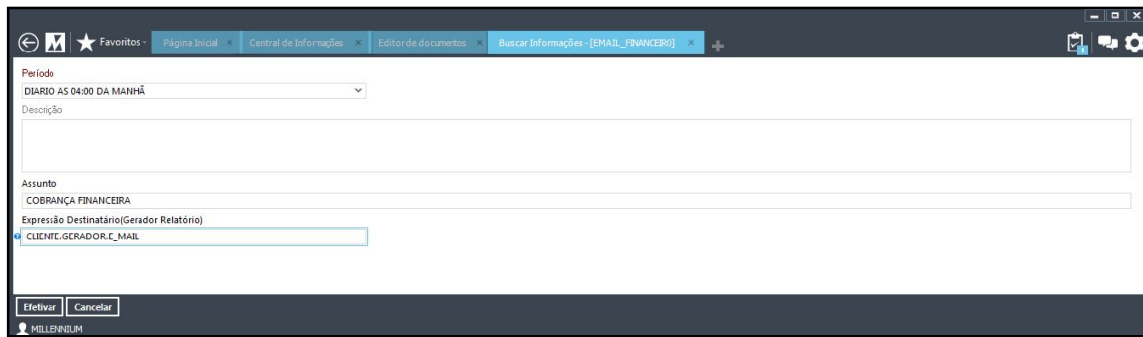 Favoritos
Página Inicial
Central de Informações
Editor de documentos
Buscar Informações - [EMAIL_FINANCEIRO]
Período
DIARIO AS 04:00 DA MANHÃ
Descrição
Assunto
COBRANÇA FINANCEIRA
Expressão Destinatário(Gerador Relatório)
CLIENTE.GERADOR.E_MAIL
Efetivar Cancelar
MILLENNIUM